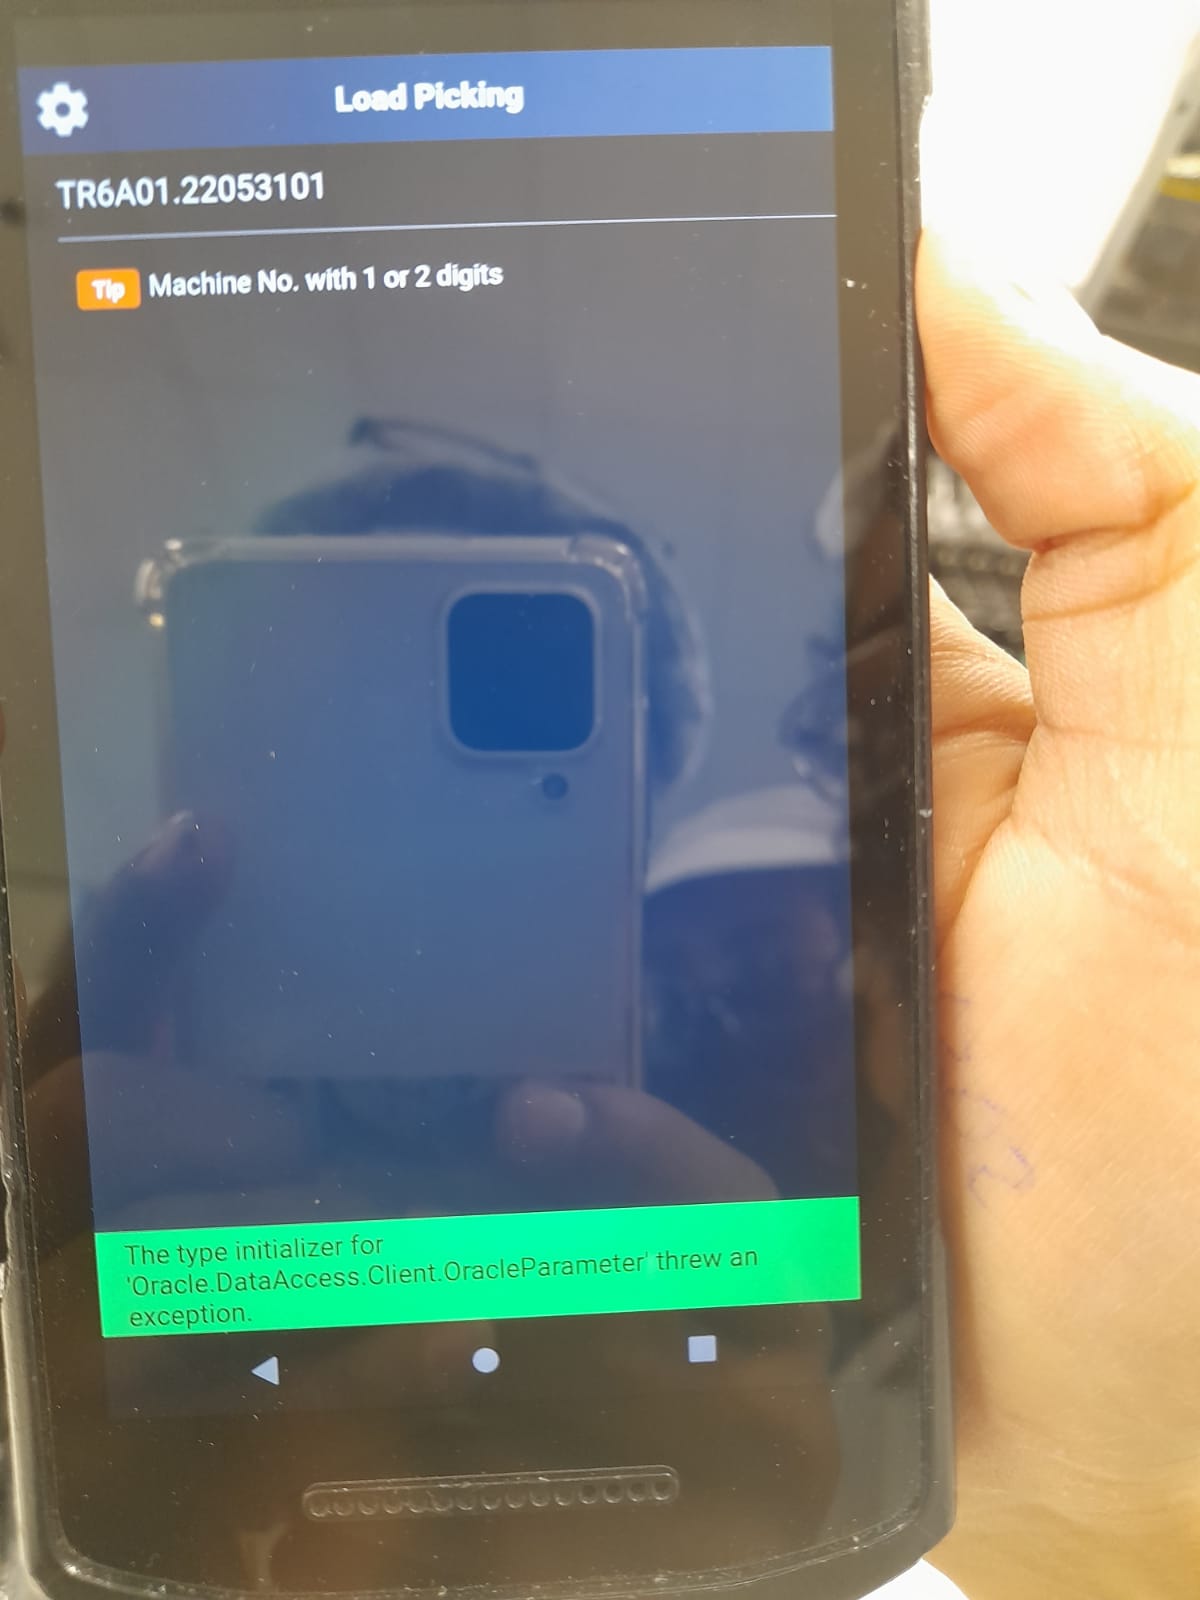 Load Picking
TR6A01.22053101
Tip Machine No. with 1 or 2 digits
The type initializer for
'Oracle.DataAccess.Client.OracleParameter' threw an
exception.